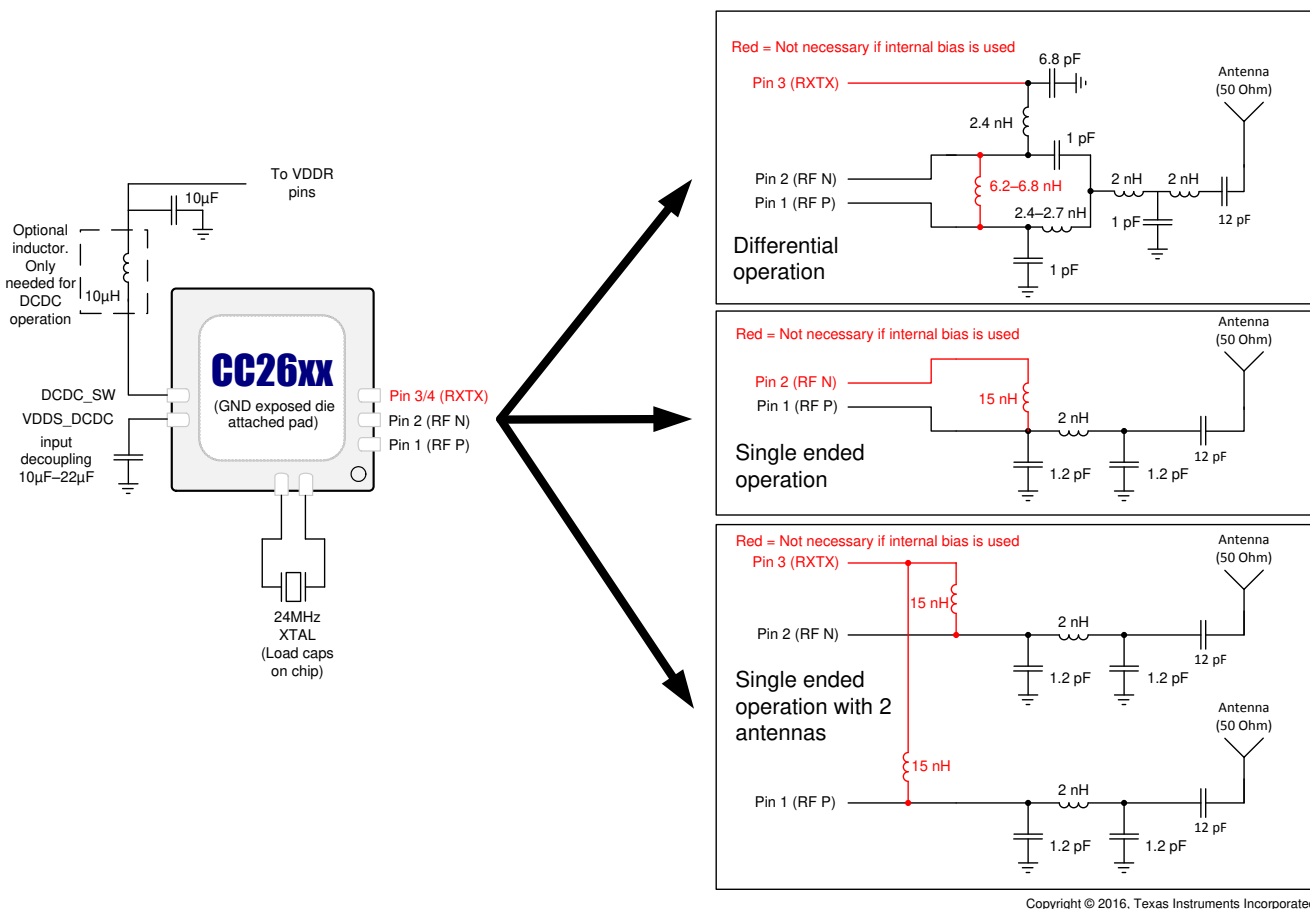 To VDDR
pins
10µF
Optional
inductor.
Only
needed for
DCDC
operation
10µH
CC26xx
(GND exposed die
attached pad)
DCDC_SW
VDDS_DCDC
input
decoupling
10µF–22µF
Pin 3/4 (RXTX)
Pin 2 (RF N)
Pin 1 (RF P)
24MHz
XTAL
(Load caps
on chip)
Red = Not necessary if internal bias is used
Pin 3 (RXTX)
6.8 pF
Antenna
(50 Ohm)
2.4 nH
1 pF
Pin 2 (RF N)
Pin 1 (RF P)
6.2–6.8 nH
2 nH
2 nH
2.4–2.7 nH
1 pF
12 pF
1 pF
Differential
operation
Red = Not necessary if internal bias is used
Antenna
(50 Ohm)
Pin 2 (RF N)
Pin 1 (RF P)
15 nH
2 nH
12 pF
1.2 pF
1.2 pF
Single ended
operation
Red = Not necessary if internal bias is used
Pin 3 (RXTX)
Antenna
(50 Ohm)
15 nH
Pin 2 (RF N)
2 nH
12 pF
1.2 pF
1.2 pF
Single ended
operation with 2
antennas
Antenna
(50 Ohm)
15 nH
Pin 1 (RF P)
2 nH
12 pF
1.2 pF
1.2 pF
Copyright © 2016, Texas Instruments Incorporated